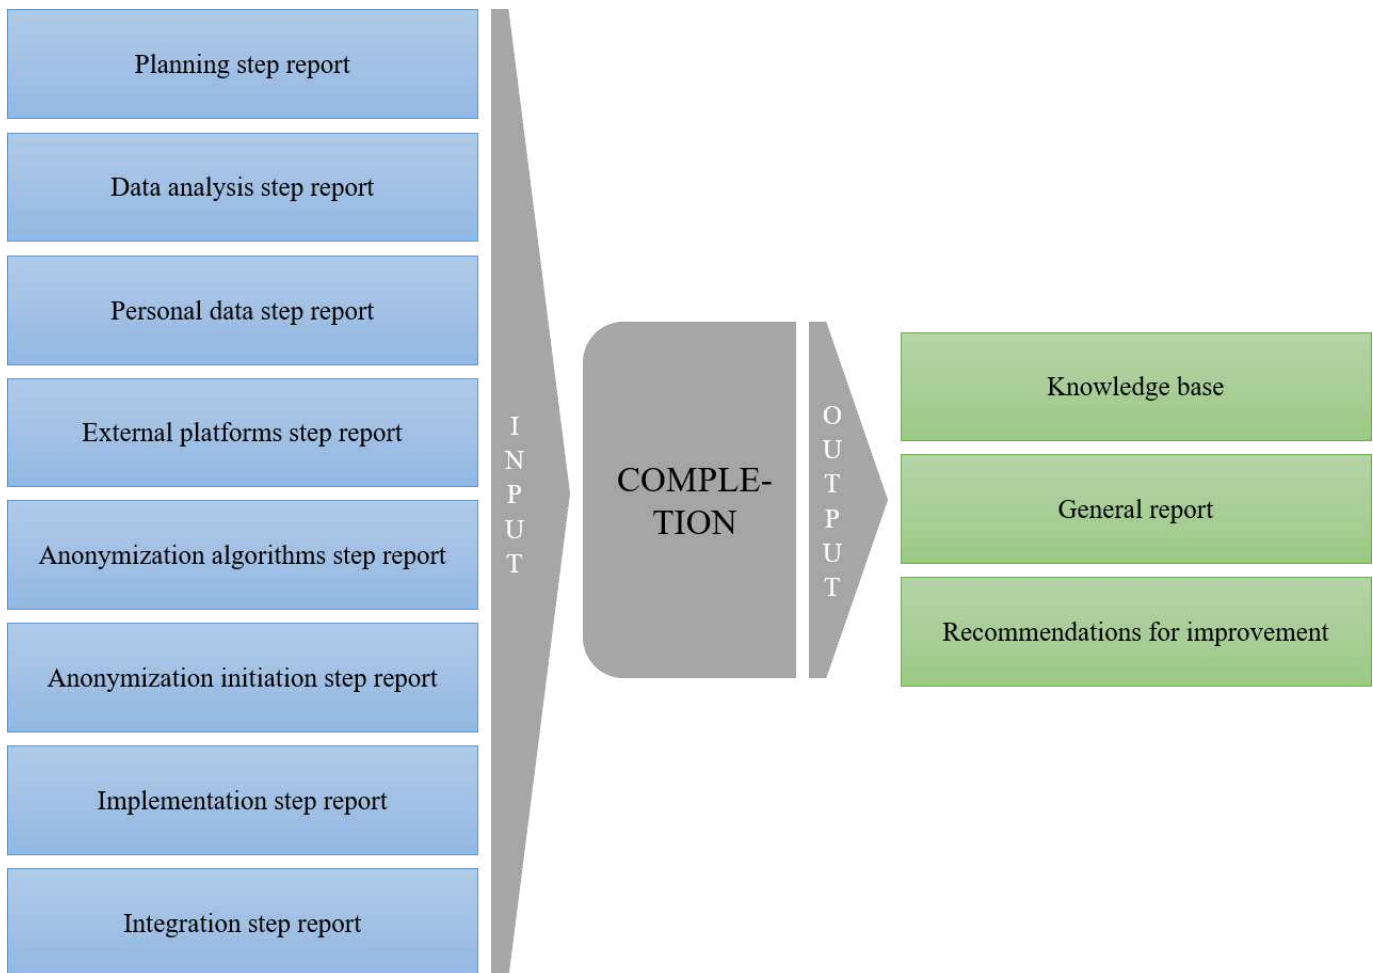 Planning step report
Data analysis step report
Personal data step report
External platforms step report
Anonymization algorithms step report
Anonymization initiation step report
Implementation step report
Integration step report
INPUT
COMPLE-
TION
OUTPUT
Knowledge base
General report
Recommendations for improvement